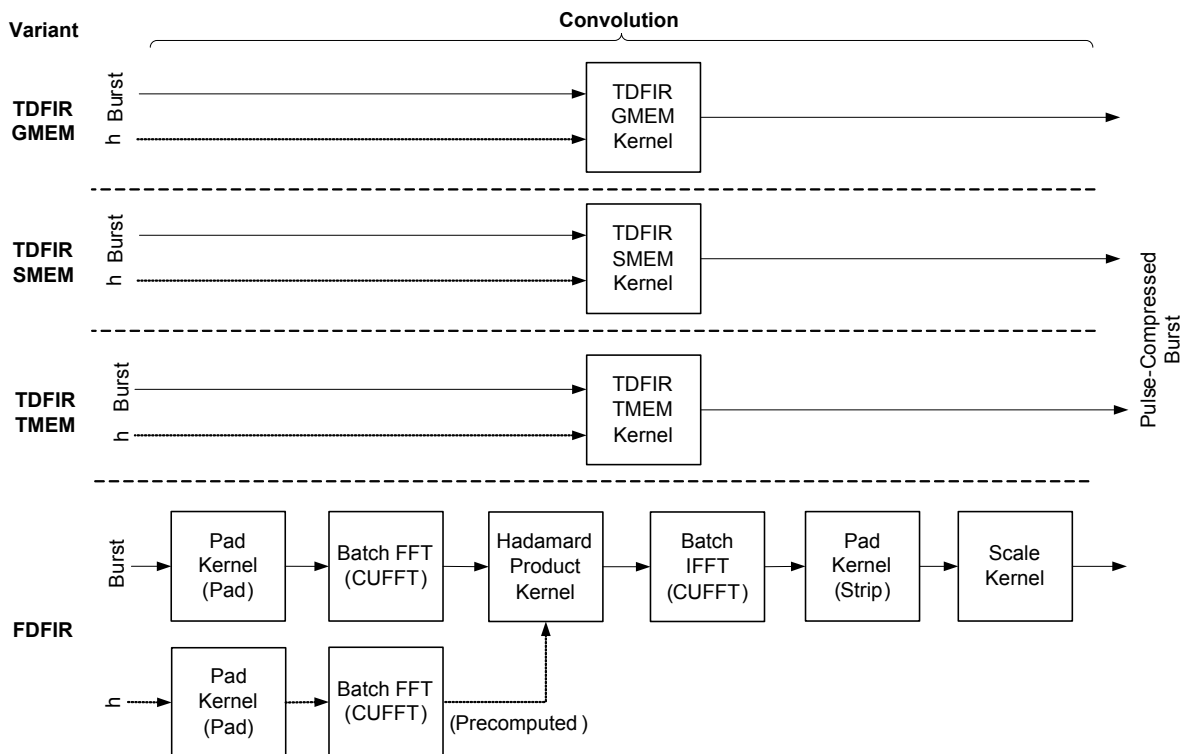 Variant
Convolution
TDFIR
GMEM
Burst
h
TDFIR
GMEM
Kernel
TDFIR
SMEM
Burst
h
TDFIR
SMEM
Kernel
TDFIR
TMEM
Burst
h
TDFIR
TMEM
Kernel
Pulse-Compressed
Burst
FDFIR
Burst
Pad
Kernel
(Pad)
Batch FFT
(CUFFT)
Hadamard
Product
Kernel
Batch
IFFT
(CUFFT)
Pad
Kernel
(Strip)
Scale
Kernel
h
Pad
Kernel
(Pad)
Batch FFT
(CUFFT)
(Precomputed )